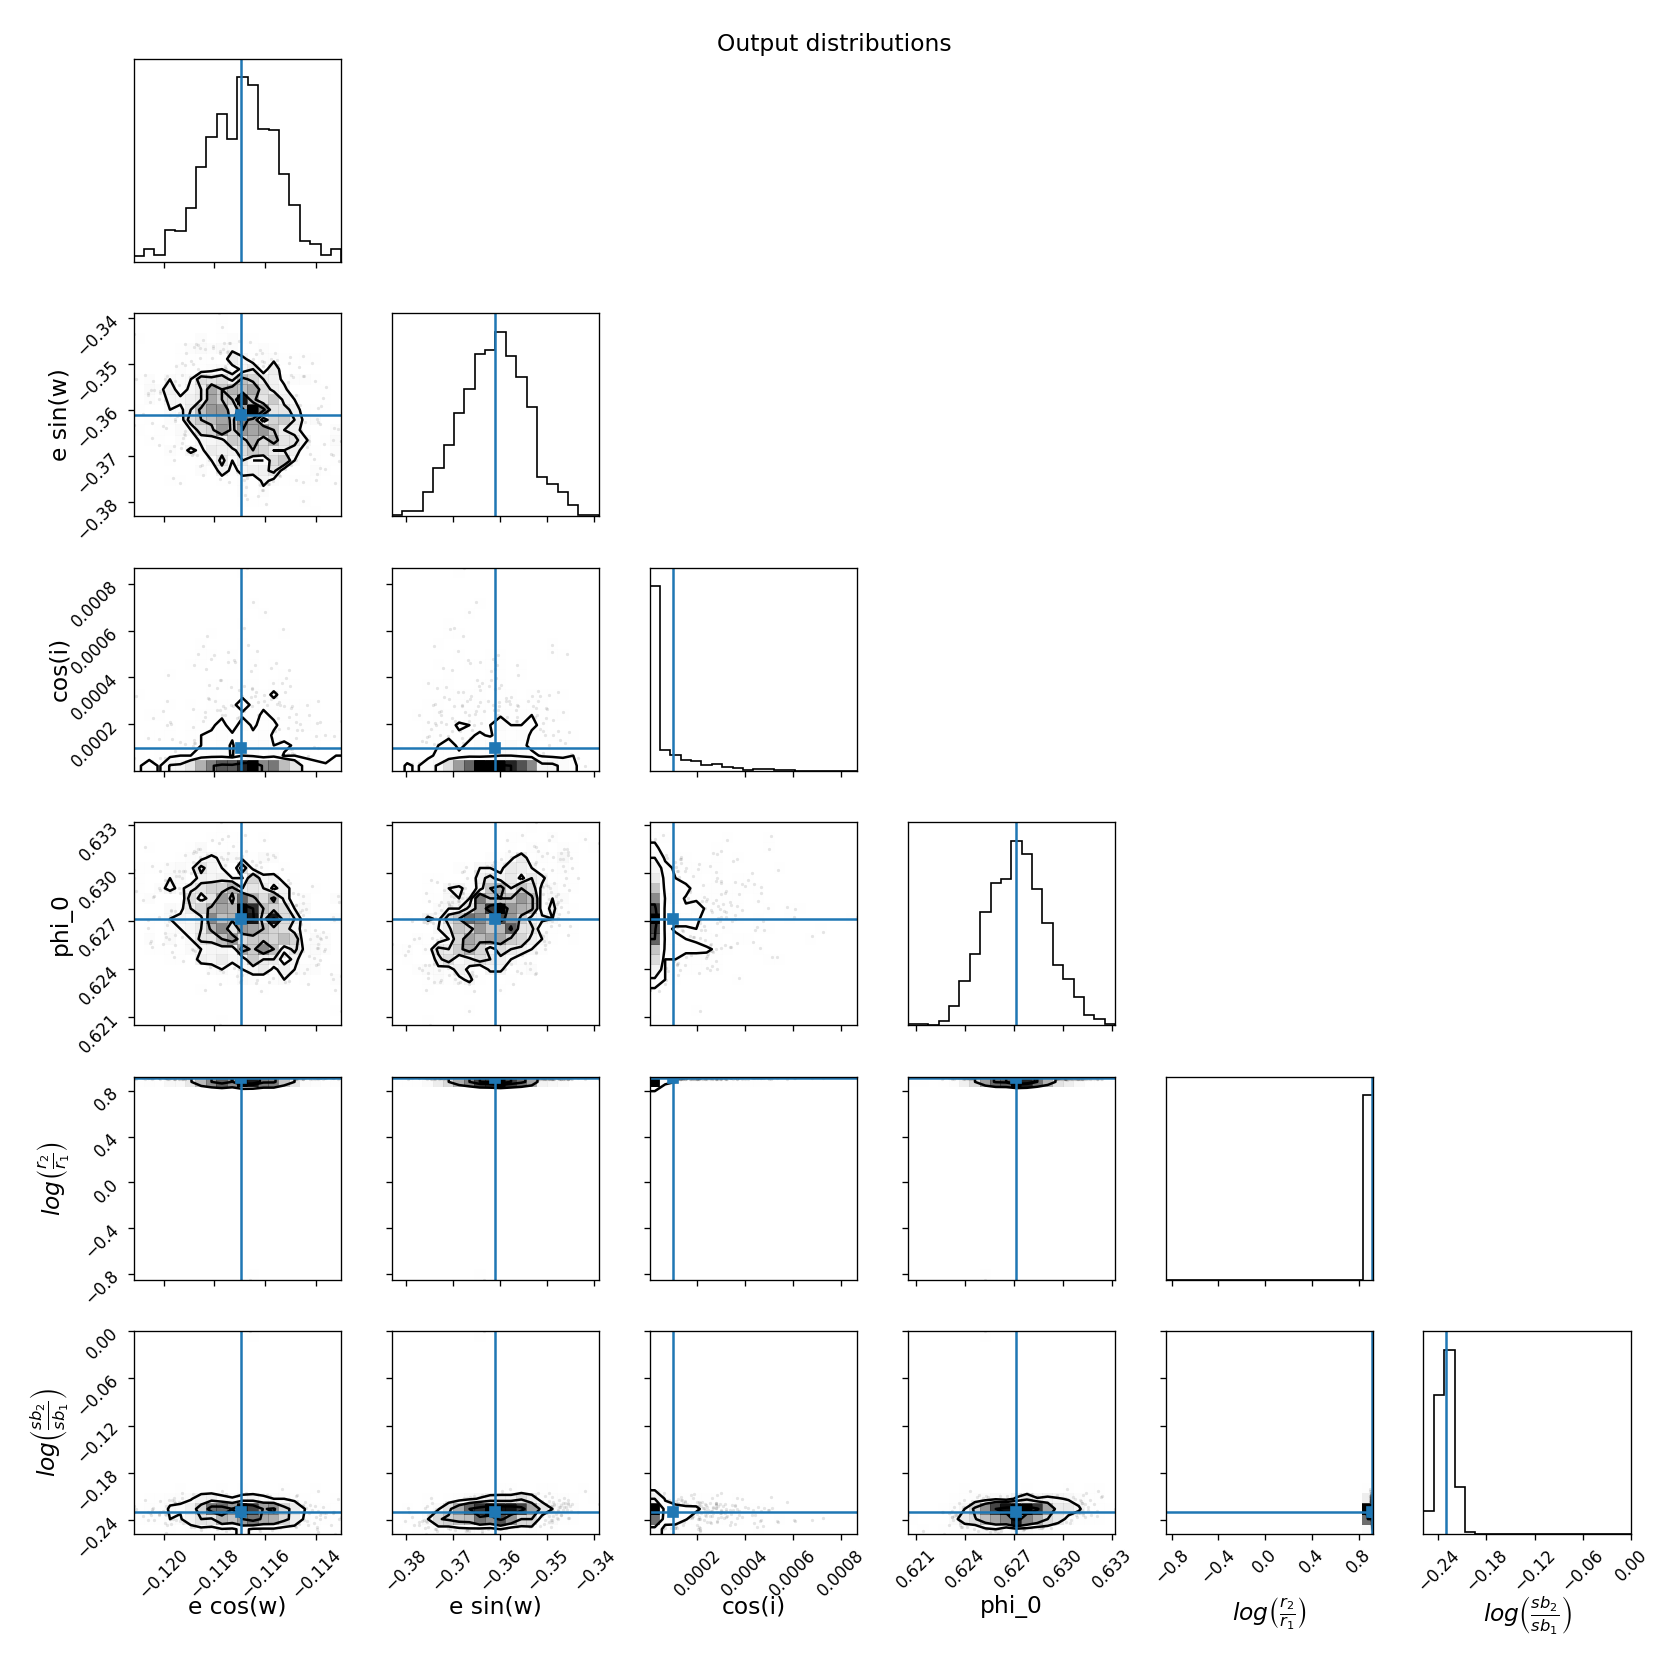 Output distributions
−0.34
−0.35
−0.36
−0.37
−0.38
e sin(w)
0.0008
0.0006
0.0004
0.0002
cos(i)
0.633
0.630
0.627
0.624
0.621
phi_0
0.8
0.4
0.0
−0.4
−0.8
log(r2/r1)
0.00
−0.06
−0.12
−0.18
−0.24
log(sb2/sb1)
−0.120 −0.118 −0.116 −0.114
e cos(w)
−0.38 −0.37 −0.36 −0.35 −0.34
e sin(w)
0.0002 0.0004 0.0006 0.0008
cos(i)
0.621 0.624 0.627 0.630 0.633
phi_0
−0.8 −0.4 0.0 0.4 0.8
log(r2/r1)
−0.24 −0.18 −0.12 −0.06 0.00
log(sb2/sb1)